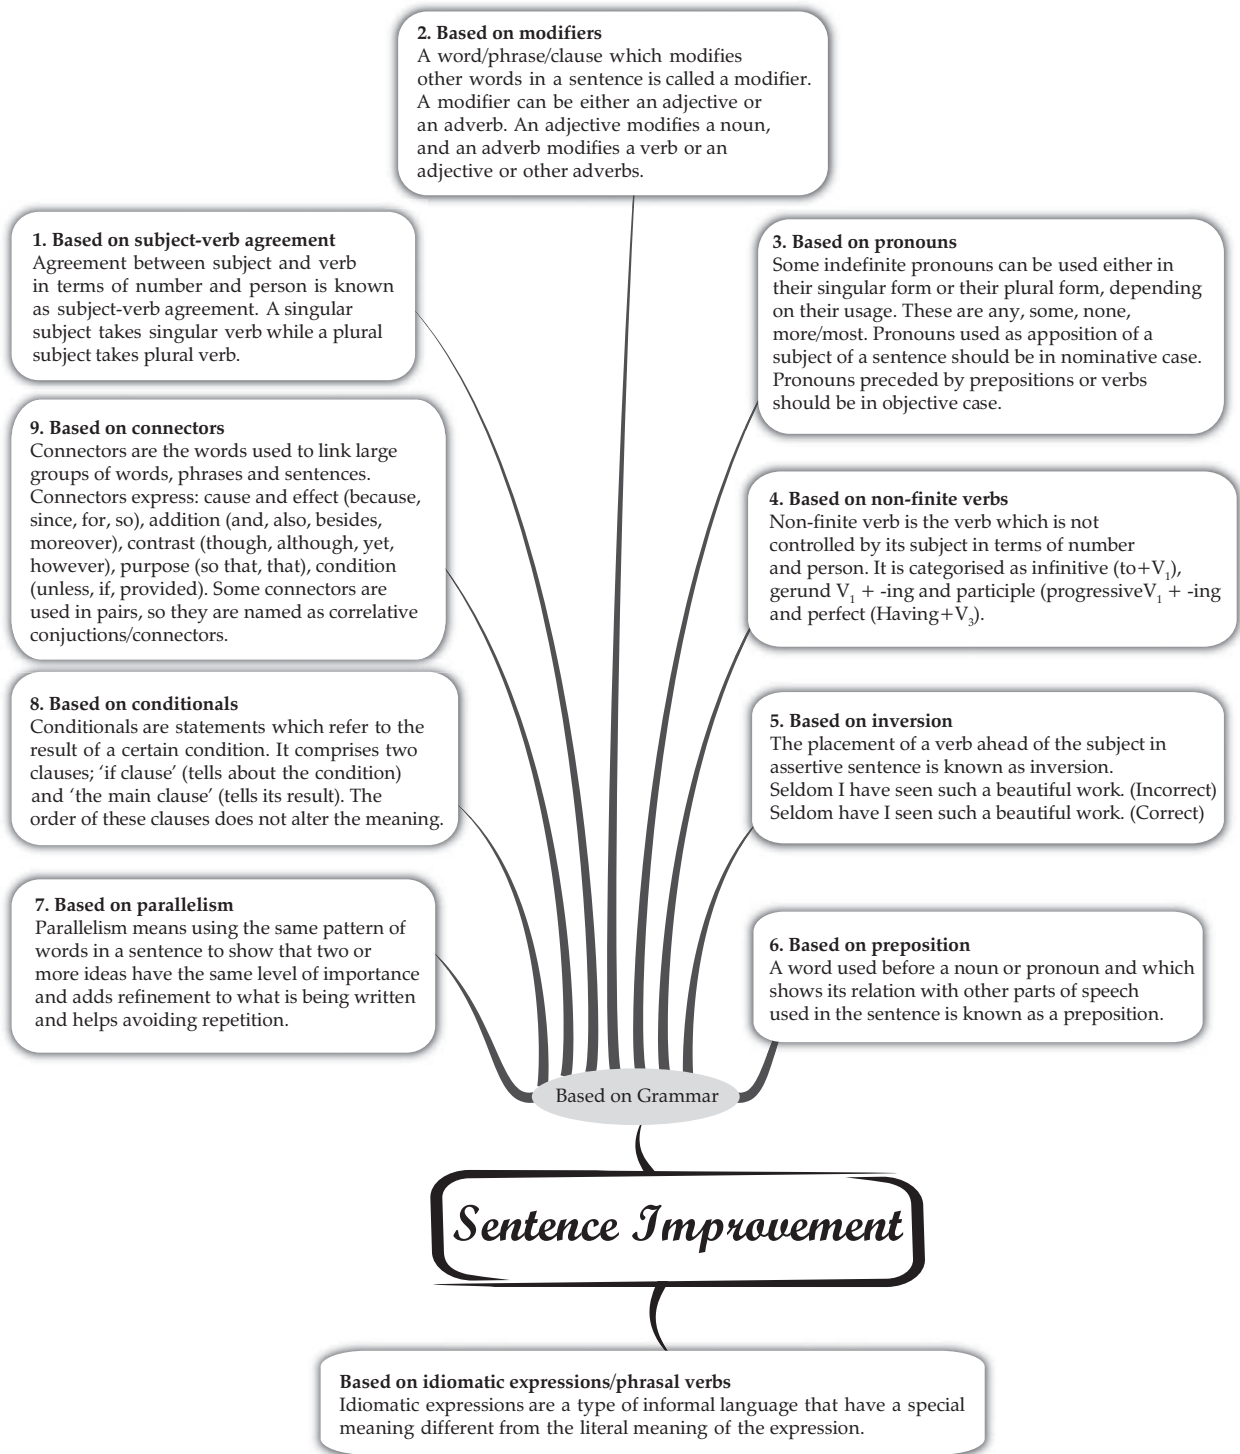 2. Based on modifiers
A word/phrase/clause which modifies
other words in a sentence is called a modifier.
A modifier can be either an adjective or
an adverb. An adjective modifies a noun,
and an adverb modifies a verb or an
adjective or other adverbs.
1. Based on subject-verb agreement
Agreement between subject and verb
in terms of number and person is known
as subject-verb agreement. A singular
subject takes singular verb while a plural
subject takes plural verb.
3. Based on pronouns
Some indefinite pronouns can be used either in
their singular form or their plural form, depending
on their usage. These are any, some, none,
more/most. Pronouns used as apposition of a
subject of a sentence should be in nominative case.
Pronouns preceded by prepositions or verbs
should be in objective case.
9. Based on connectors
Connectors are the words used to link large
groups of words, phrases and sentences.
Connectors express: cause and effect (because,
since, for, so), addition (and, also, besides,
moreover), contrast (though, although, yet,
however), purpose (so that, that), condition
(unless, if, provided). Some connectors are
used in pairs, so they are named as correlative
conjuctions/connectors.
4. Based on non-finite verbs
Non-finite verb is the verb which is not
controlled by its subject in terms of number
and person. It is categorised as infinitive (to+V₁),
gerund V₁ + -ing and participle (progressiveV₁ + -ing
and perfect (Having+V₃).
8. Based on conditionals
Conditionals are statements which refer to the
result of a certain condition. It comprises two
clauses; ‘if clause’ (tells about the condition)
and ‘the main clause’ (tells its result). The
order of these clauses does not alter the meaning.
5. Based on inversion
The placement of a verb ahead of the subject in
assertive sentence is known as inversion.
Seldom I have seen such a beautiful work. (Incorrect)
Seldom have I seen such a beautiful work. (Correct)
7. Based on parallelism
Parallelism means using the same pattern of
words in a sentence to show that two or
more ideas have the same level of importance
and adds refinement to what is being written
and helps avoiding repetition.
6. Based on preposition
A word used before a noun or pronoun and which
shows its relation with other parts of speech
used in the sentence is known as a preposition.
Based on Grammar
Sentence Improvement
Based on idiomatic expressions/phrasal verbs
Idiomatic expressions are a type of informal language that have a special
meaning different from the literal meaning of the expression.